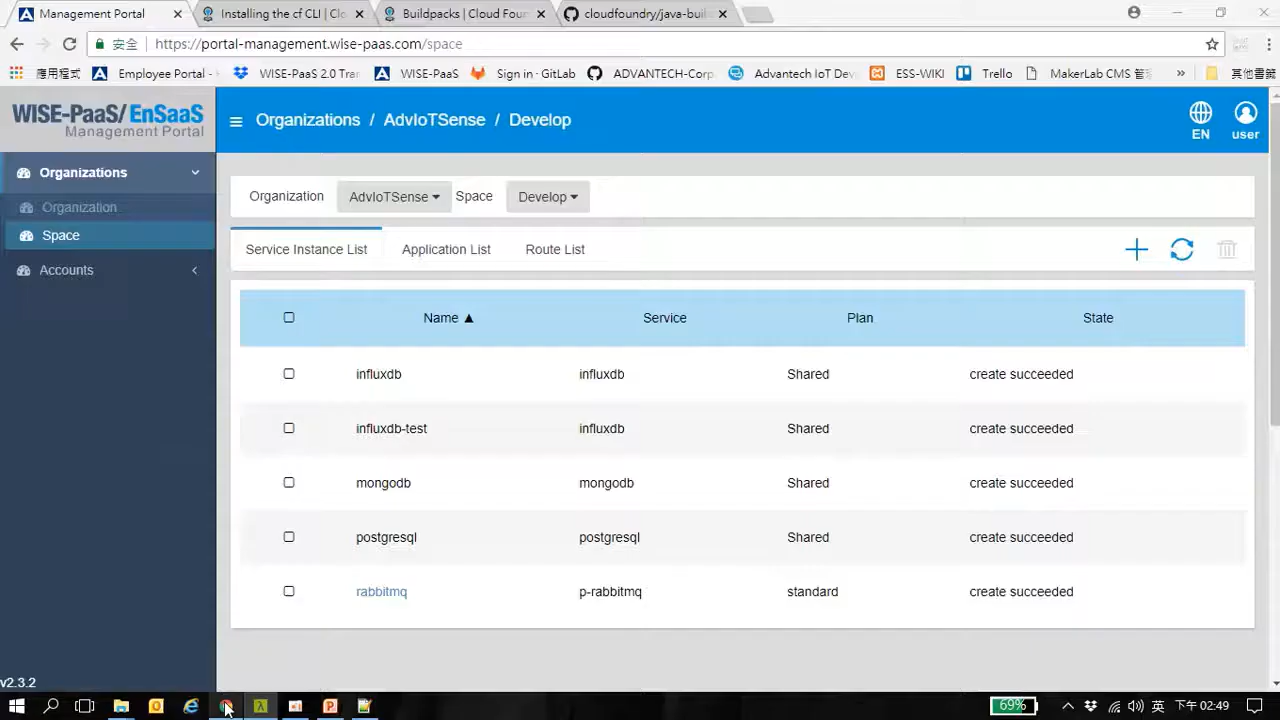 Management Portal
Installing the cf CLI | Clo
Buildpacks | Cloud Foun
cloudfoundry/java-buil
安全
https://portal-management.wise-paas.com/space
應用程式
Employee Portal -
WISE-PaaS 2.0 Trar
WISE-PaaS
Sign in · GitLab
ADVANTECH-Corp
Advantech IoT Deve
ESS-WIKI
Trello
MakerLab CMS 管理
»
其他書籤
WISE-PaaS/ EnSaaS
Management Portal
Organizations / AdvIoTSense / Develop
EN
user
Organizations
Organization
Space
Accounts
Organization AdvIoTSense Space Develop
Service Instance List Application List Route List
Name ▲ Service Plan State
influxdb influxdb Shared create succeeded
influxdb-test influxdb Shared create succeeded
mongodb mongodb Shared create succeeded
postgresql postgresql Shared create succeeded
rabbitmq p-rabbitmq standard create succeeded
v2.3.2
69%
英
下午 02:49